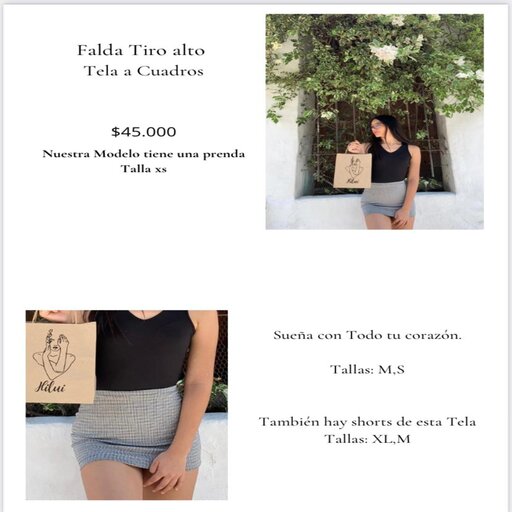 Falda Tiro alto
Tela a Cuadros
$45.000
Nuestra Modelo tiene una prenda
Talla xs
Hilui
Hilui
Sueña con Todo tu corazón.
Tallas: M,S
También hay shorts de esta Tela
Tallas: XL,M